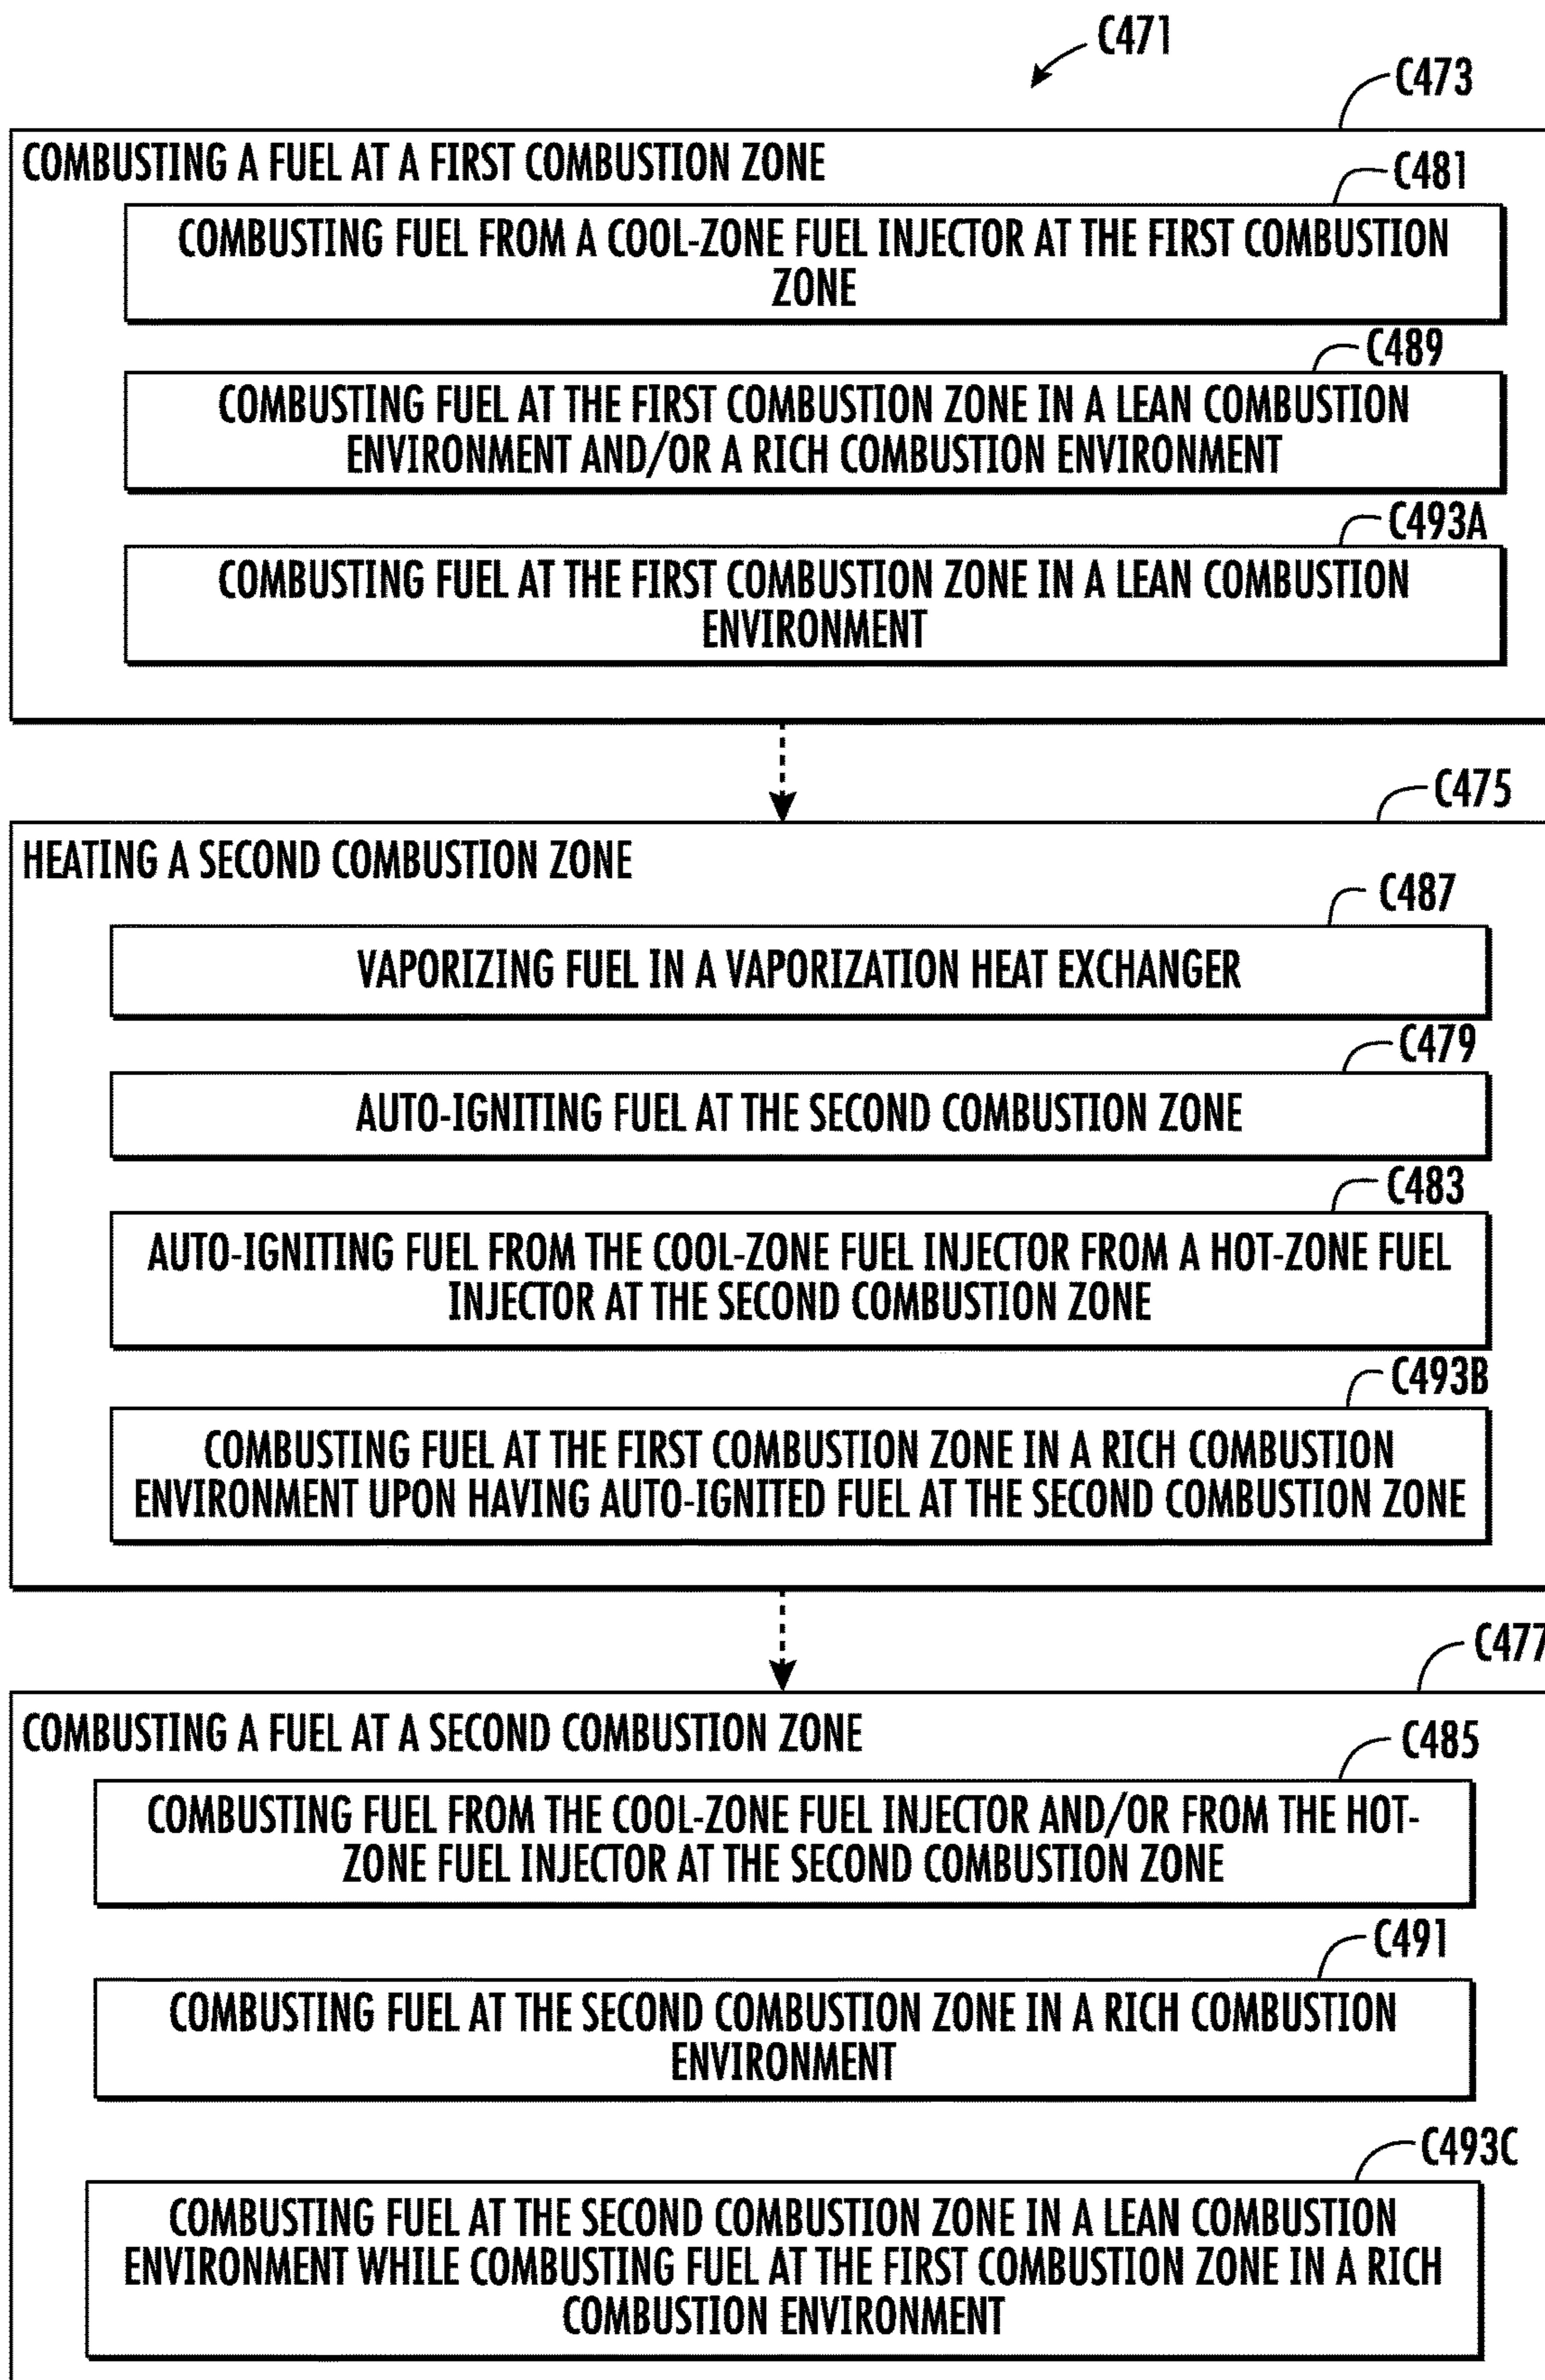 C471
C473
COMBUSTING A FUEL AT A FIRST COMBUSTION ZONE
C481
COMBUSTING FUEL FROM A COOL-ZONE FUEL INJECTOR AT THE FIRST COMBUSTION
ZONE
C489
COMBUSTING FUEL AT THE FIRST COMBUSTION ZONE IN A LEAN COMBUSTION
ENVIRONMENT AND/OR A RICH COMBUSTION ENVIRONMENT
C493A
COMBUSTING FUEL AT THE FIRST COMBUSTION ZONE IN A LEAN COMBUSTION
ENVIRONMENT
C475
HEATING A SECOND COMBUSTION ZONE
C487
VAPORIZING FUEL IN A VAPORIZATION HEAT EXCHANGER
C479
AUTO-IGNITING FUEL AT THE SECOND COMBUSTION ZONE
C483
AUTO-IGNITING FUEL FROM THE COOL-ZONE FUEL INJECTOR FROM A HOT-ZONE FUEL
INJECTOR AT THE SECOND COMBUSTION ZONE
C493B
COMBUSTING FUEL AT THE FIRST COMBUSTION ZONE IN A RICH COMBUSTION
ENVIRONMENT UPON HAVING AUTO-IGNITED FUEL AT THE SECOND COMBUSTION ZONE
C477
COMBUSTING A FUEL AT A SECOND COMBUSTION ZONE
C485
COMBUSTING FUEL FROM THE COOL-ZONE FUEL INJECTOR AND/OR FROM THE HOT-
ZONE FUEL INJECTOR AT THE SECOND COMBUSTION ZONE
C491
COMBUSTING FUEL AT THE SECOND COMBUSTION ZONE IN A RICH COMBUSTION
ENVIRONMENT
C493C
COMBUSTING FUEL AT THE SECOND COMBUSTION ZONE IN A LEAN COMBUSTION
ENVIRONMENT WHILE COMBUSTING FUEL AT THE FIRST COMBUSTION ZONE IN A RICH
COMBUSTION ENVIRONMENT